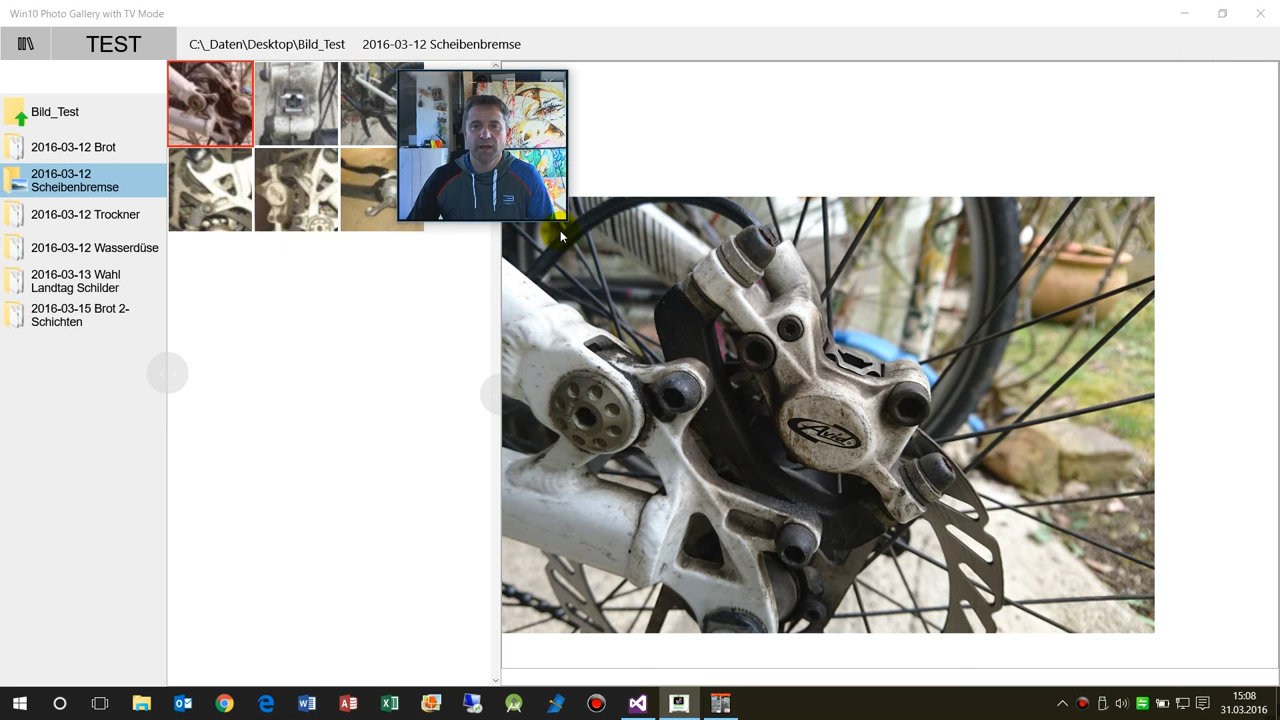 Win10 Photo Gallery with TV Mode
TEST
C:\_Daten\Desktop\Bild_Test 2016-03-12 Scheibenbremse
Bild_Test
2016-03-12 Brot
2016-03-12
Scheibenbremse
2016-03-12 Trockner
2016-03-12 Wasserdüse
2016-03-13 Wahl
Landtag Schilder
2016-03-15 Brot 2-
Schichten
Avid
15:08
31.03.2016